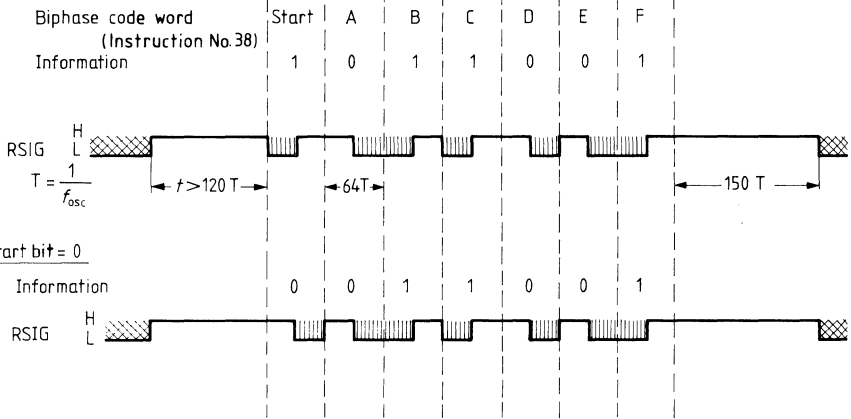 Biphase code word Start A B C D E F
(Instruction No. 38)
Information 1 0 1 1 0 0 1
RSIG H L
T = 1/fosc t > 120 T 64T 150 T
art bit = 0
Information 0 0 1 1 0 0 1
RSIG H L